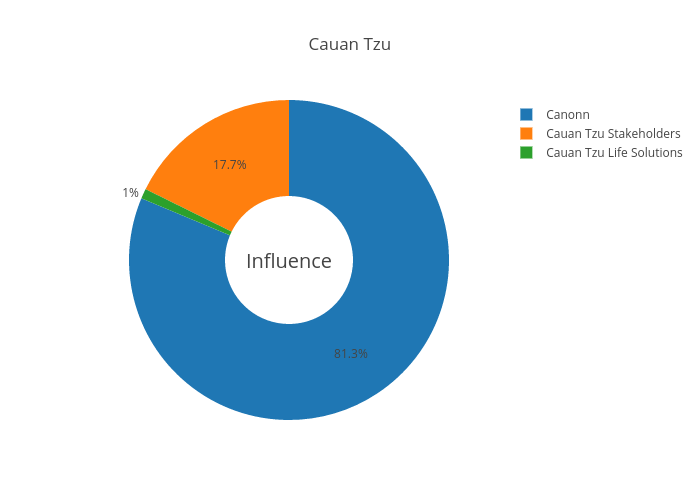 Cauan Tzu
Canonn
Cauan Tzu Stakeholders
Cauan Tzu Life Solutions
17.7%
1%
Influence
81.3%